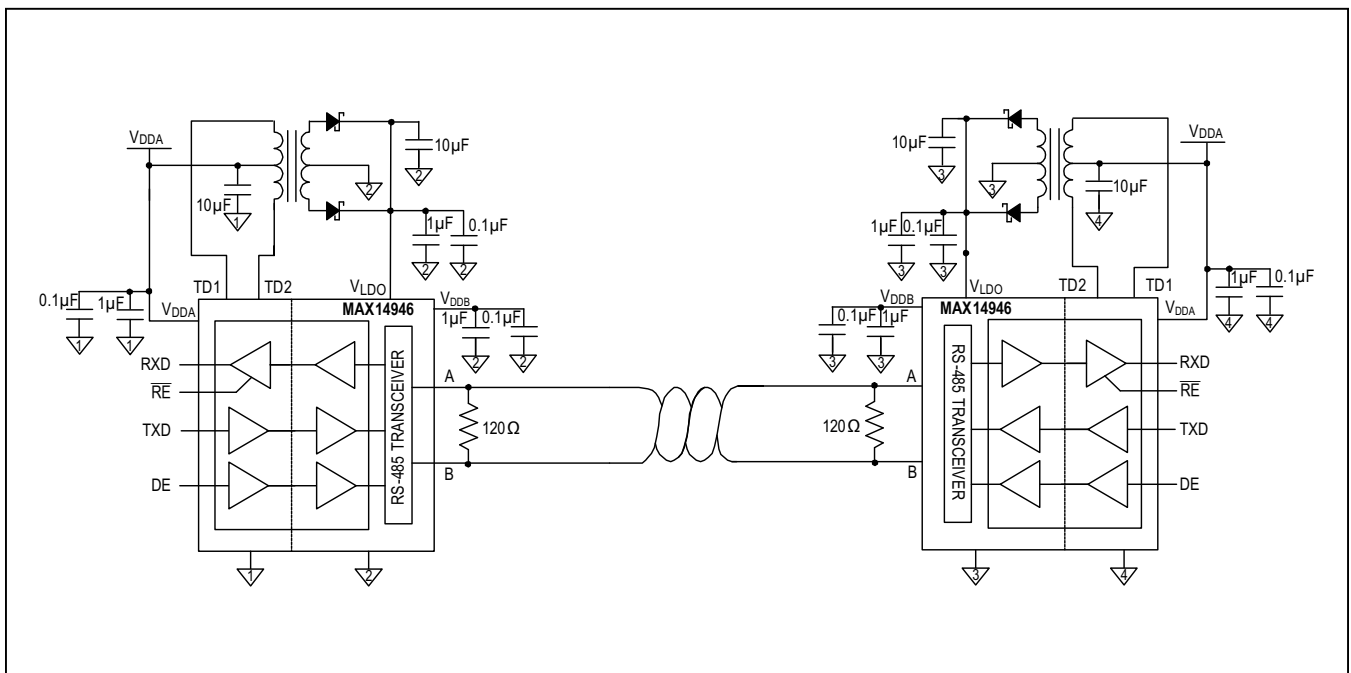 VDDA
10µF
2
2
10µF
1
1µF
0.1µF
2
2
TD1
TD2
VLDO
0.1µF
1µF
VDDA
1
1
MAX14946
VDDB
1µF
0.1µF
2
2
RXD
RE
TXD
DE
RS-485 TRANSCEIVER
A
120Ω
B
1
2
VDDA
10µF
3
3
10µF
4
1µF
0.1µF
3
3
VLDO
TD2
TD1
1µF
0.1µF
VDDA
4
4
VDDB
MAX14946
0.1µF
1µF
3
3
A
120Ω
B
RS-485 TRANSCEIVER
RXD
RE
TXD
DE
3
4